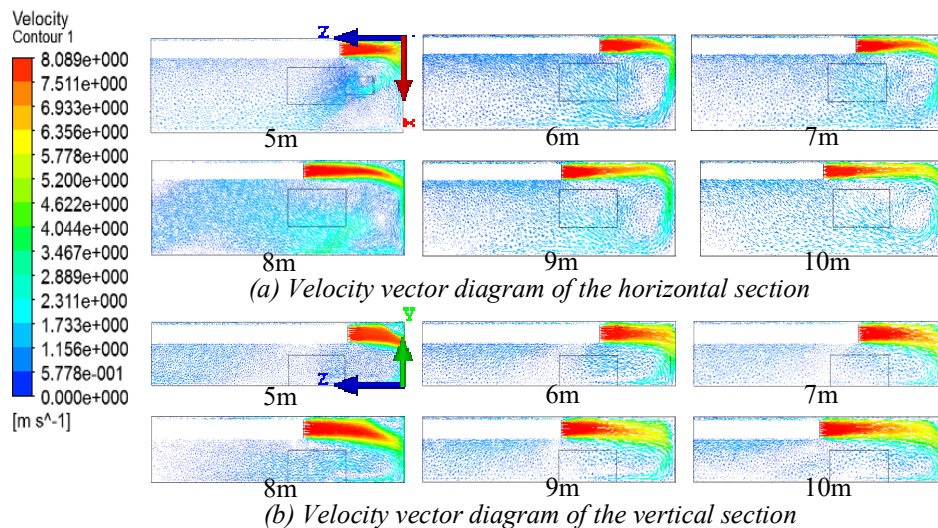 Velocity
Contour 1
8.089e+000
7.511e+000
6.933e+000
6.356e+000
5.778e+000
5.200e+000
4.622e+000
4.044e+000
3.467e+000
2.889e+000
2.311e+000
1.733e+000
1.156e+000
5.778e-001
0.000e+000
[m s^-1]
Z
X
5m
6m
7m
8m
9m
10m
(a) Velocity vector diagram of the horizontal section
Y
Z
5m
6m
7m
8m
9m
10m
(b) Velocity vector diagram of the vertical section